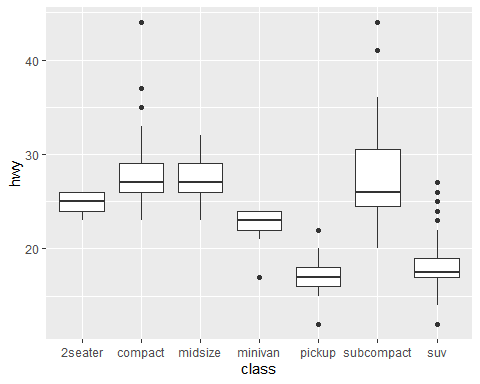 hwy
40
30
20
2seater compact midsize minivan pickup subcompact suv
class